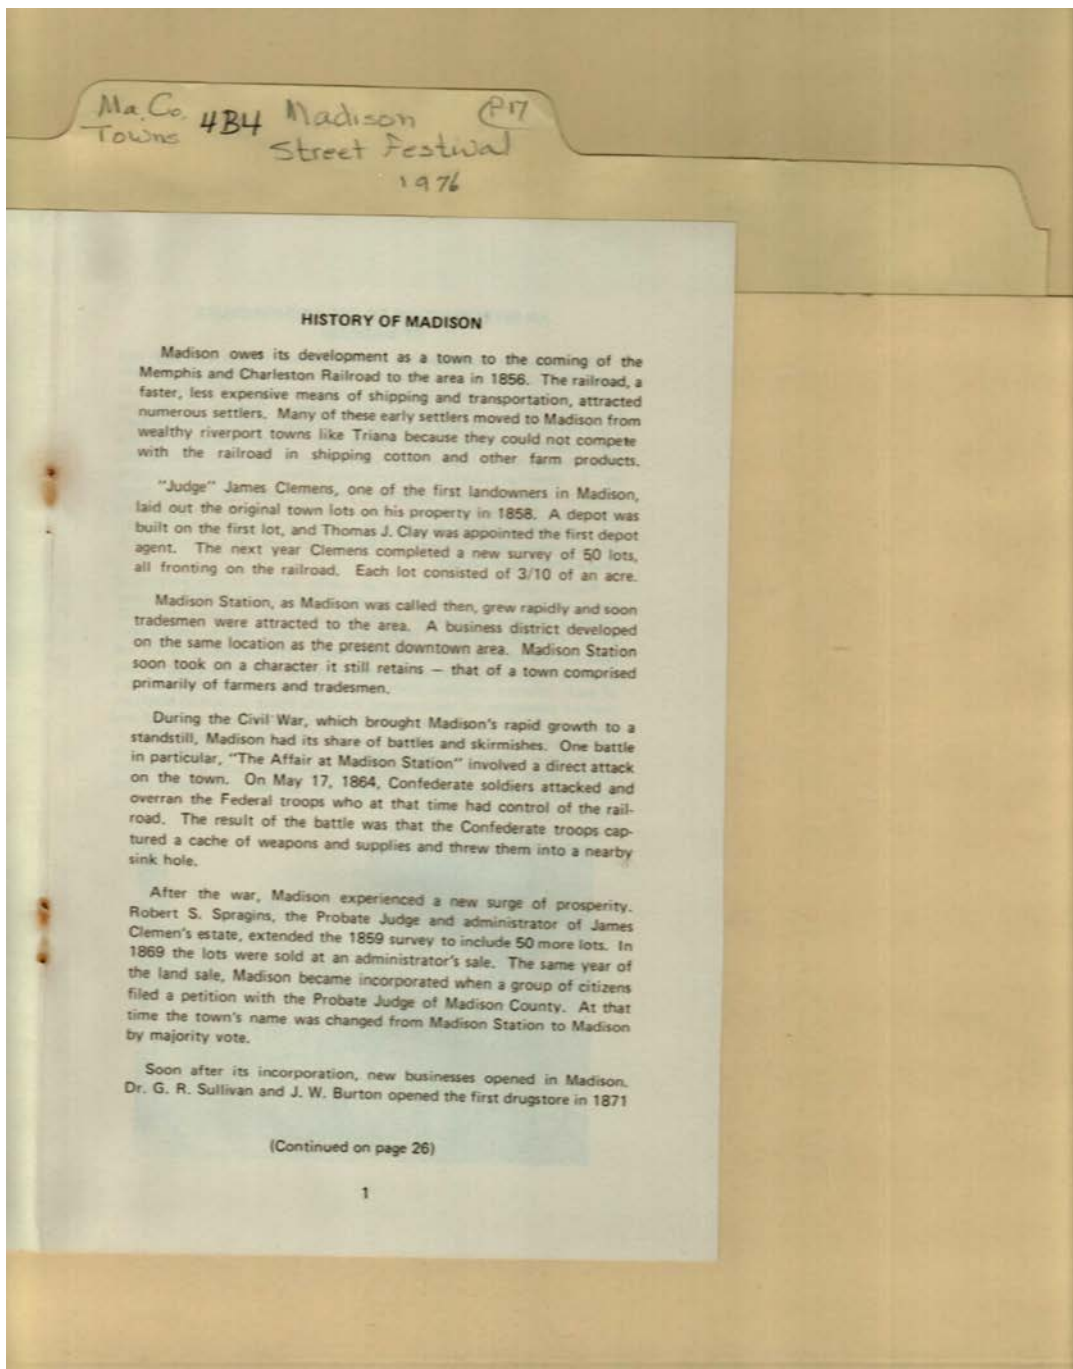 Ma. Co. 4B4 Madison P17
Towns Street Festival
1976
HISTORY OF MADISON
Madison owes its development as a town to the coming of the
Memphis and Charleston Railroad to the area in 1856. The railroad, a
faster, less expensive means of shipping and transportation, attracted
numerous settlers. Many of these early settlers moved to Madison from
wealthy riverport towns like Triana because they could not compete
with the railroad in shipping cotton and other farm products.
"Judge" James Clemens, one of the first landowners in Madison,
laid out the original town lots on his property in 1858. A depot was
built on the first lot, and Thomas J. Clay was appointed the first depot
agent. The next year Clemens completed a new survey of 50 lots,
all fronting on the railroad. Each lot consisted of 3/10 of an acre.
Madison Station, as Madison was called then, grew rapidly and soon
tradesmen were attracted to the area. A business district developed
on the same location as the present downtown area. Madison Station
soon took on a character it still retains — that of a town comprised
primarily of farmers and tradesmen.
During the Civil War, which brought Madison's rapid growth to a
standstill, Madison had its share of battles and skirmishes. One battle
in particular, "The Affair at Madison Station" involved a direct attack
on the town. On May 17, 1864, Confederate soldiers attacked and
overran the Federal troops who at that time had control of the rail-
road. The result of the battle was that the Confederate troops cap-
tured a cache of weapons and supplies and threw them into a nearby
sink hole.
After the war, Madison experienced a new surge of prosperity.
Robert S. Spragins, the Probate Judge and administrator of James
Clemen's estate, extended the 1859 survey to include 50 more lots. In
1869 the lots were sold at an administrator's sale. The same year of
the land sale, Madison became incorporated when a group of citizens
filed a petition with the Probate Judge of Madison County. At that
time the town's name was changed from Madison Station to Madison
by majority vote.
Soon after its incorporation, new businesses opened in Madison.
Dr. G. R. Sullivan and J. W. Burton opened the first drugstore in 1871
(Continued on page 26)
1